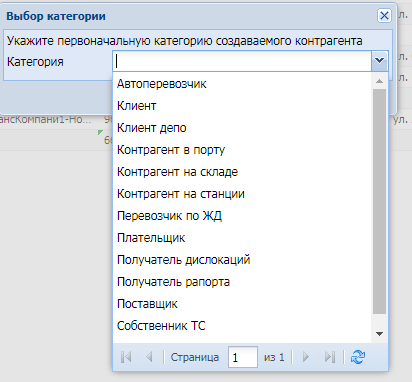 Выбор категории
Укажите первоначальную категорию создаваемого контрагента
Категория
Автоперевозчик
Клиент
Клиент депо
Контрагент в порту
Контрагент на складе
Контрагент на станции
Перевозчик по ЖД
Плательщик
Получатель дислокаций
Получатель рапорта
Поставщик
Собственник ТС
Страница 1 из 1
ул.
л.
л.
ансКомпани1-Но...
ул.